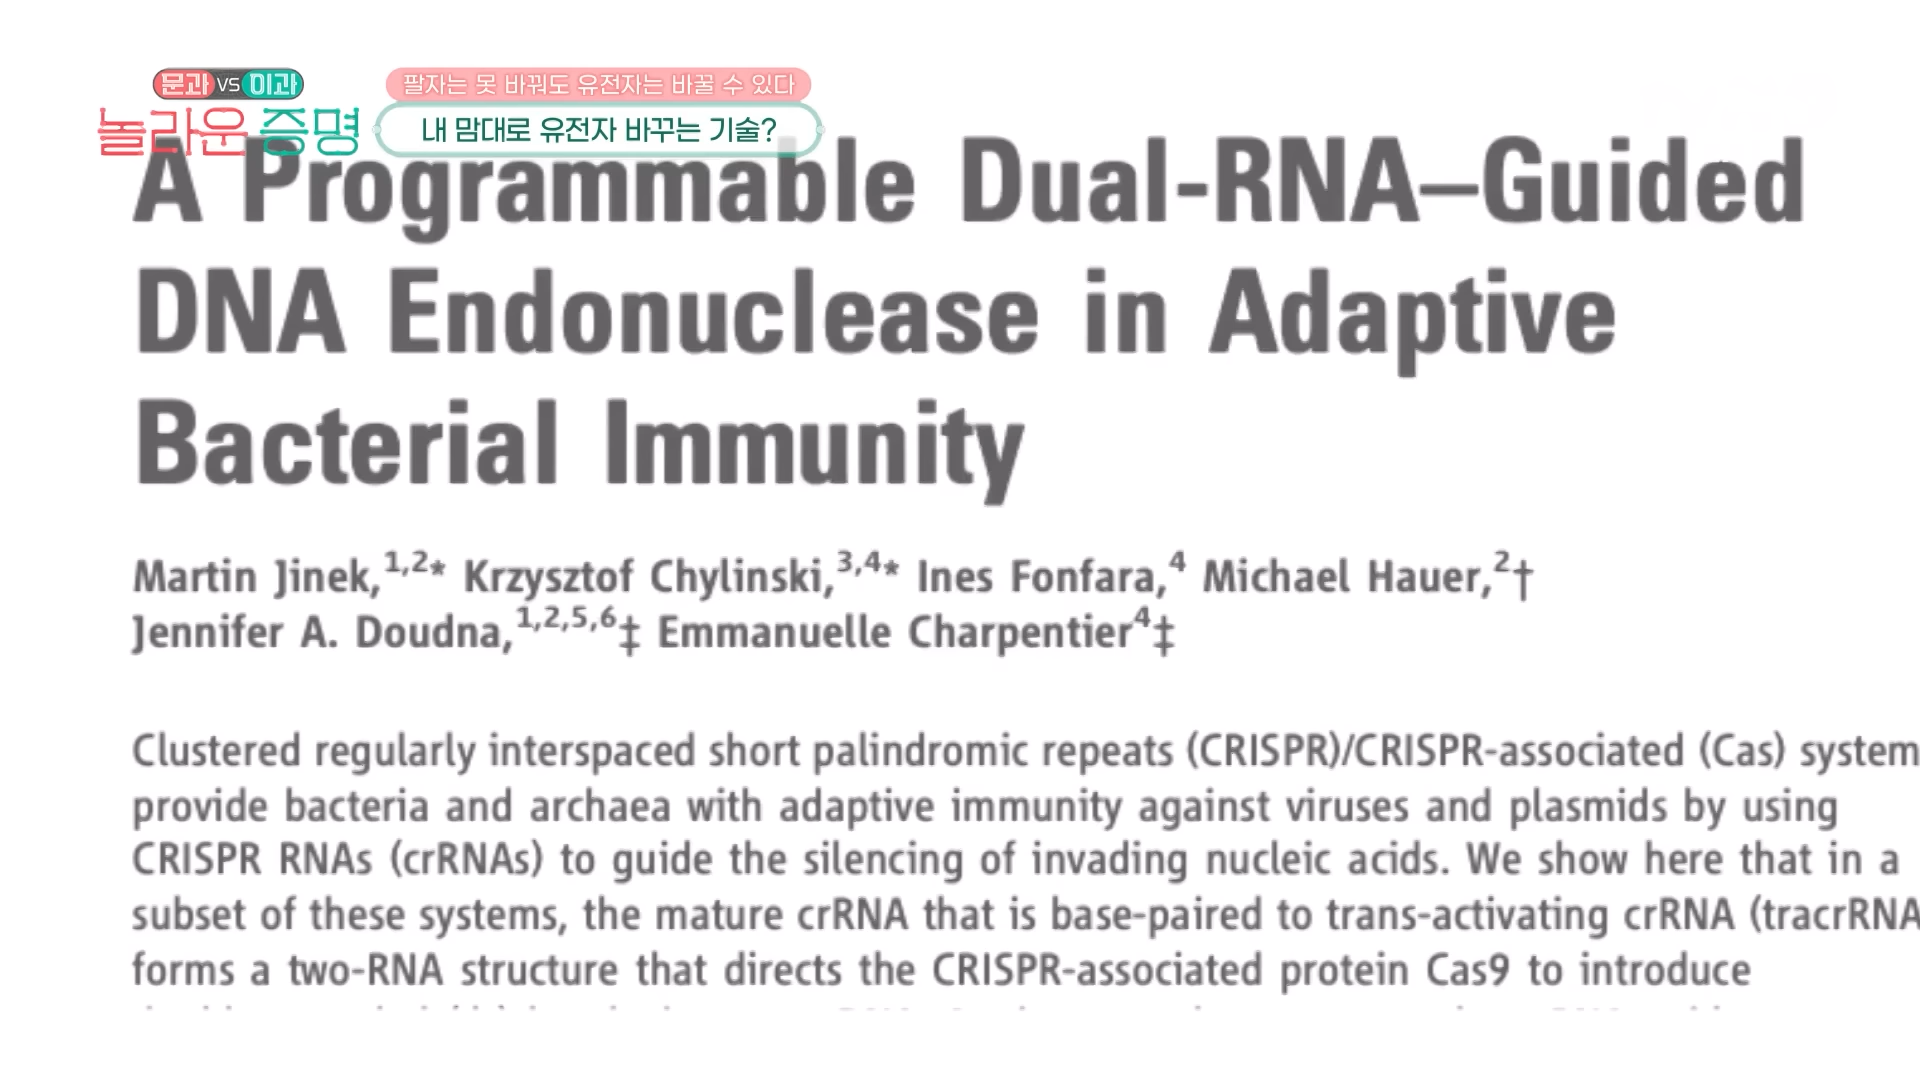 문과 VS 이과
놀라운 증명
팔자는 못 바꿔도 유전자는 바꿀 수 있다
내 맘대로 유전자 바꾸는 기술?
A Programmable Dual-RNA–Guided
DNA Endonuclease in Adaptive
Bacterial Immunity
Martin Jinek,1,2* Krzysztof Chylinski,3,4* Ines Fonfara,4 Michael Hauer,2†
Jennifer A. Doudna,1,2,5,6‡ Emmanuelle Charpentier4‡
Clustered regularly interspaced short palindromic repeats (CRISPR)/CRISPR-associated (Cas) system
provide bacteria and archaea with adaptive immunity against viruses and plasmids by using
CRISPR RNAs (crRNAs) to guide the silencing of invading nucleic acids. We show here that in a
subset of these systems, the mature crRNA that is base-paired to trans-activating crRNA (tracrRNA
forms a two-RNA structure that directs the CRISPR-associated protein Cas9 to introduce